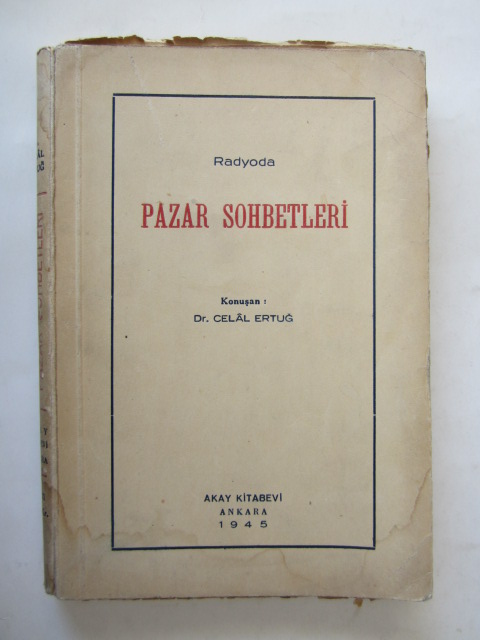 Radyoda
PAZAR SOHBETLERİ
Konuşan :
Dr. CELÂL ERTUĞ
AKAY KİTABEVİ
ANKARA
1945